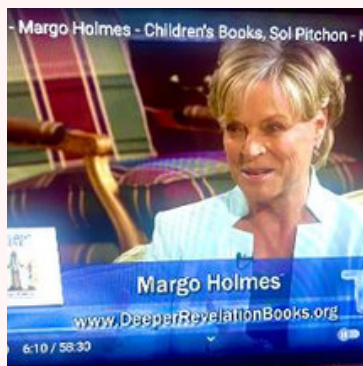 - Margo Holmes - Children's Books, Sol Pitchon -
Margo Holmes
www.DeeperRevelationBooks.org
6:10 / 58:30